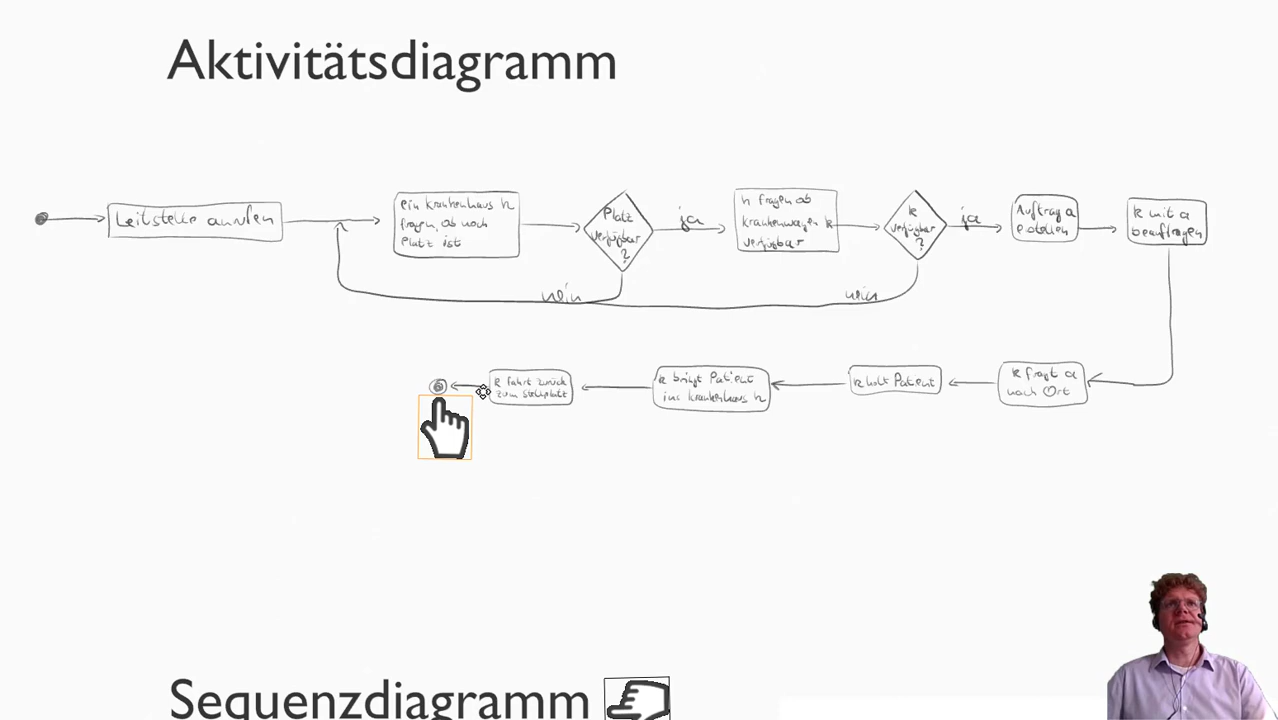 Aktivitätsdiagramm
Leitstelle anrufen
ein Krankenhaus h
fragen, ob noch
Platz ist
Platz
verfügbar
?
ja
h fragen ob
Krankenwagen k
verfügbar
k
verfügbar
?
ja
Auftrag a
erstellen
k mit a
beauftragen
nein
nein
k fährt zurück
zum Stellplatz
k bringt Patient
ins Krankenhaus h
k holt Patient
k fragt a
nach Ort
Sequenzdiagramm